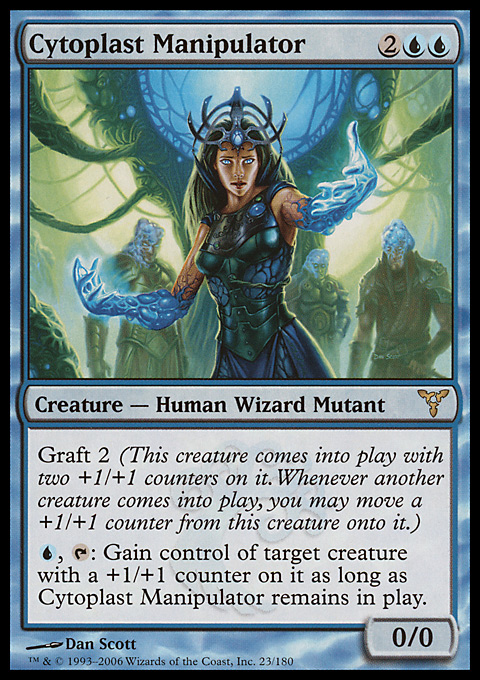 Cytoplast Manipulator 2
Dan Scott
Creature — Human Wizard Mutant
Graft 2 (This creature comes into play with
two +1/+1 counters on it. Whenever another
creature comes into play, you may move a
+1/+1 counter from this creature onto it.)
, : Gain control of target creature
with a +1/+1 counter on it as long as
Cytoplast Manipulator remains in play.
0/0
Dan Scott
™ & © 1993–2006 Wizards of the Coast, Inc. 23/180